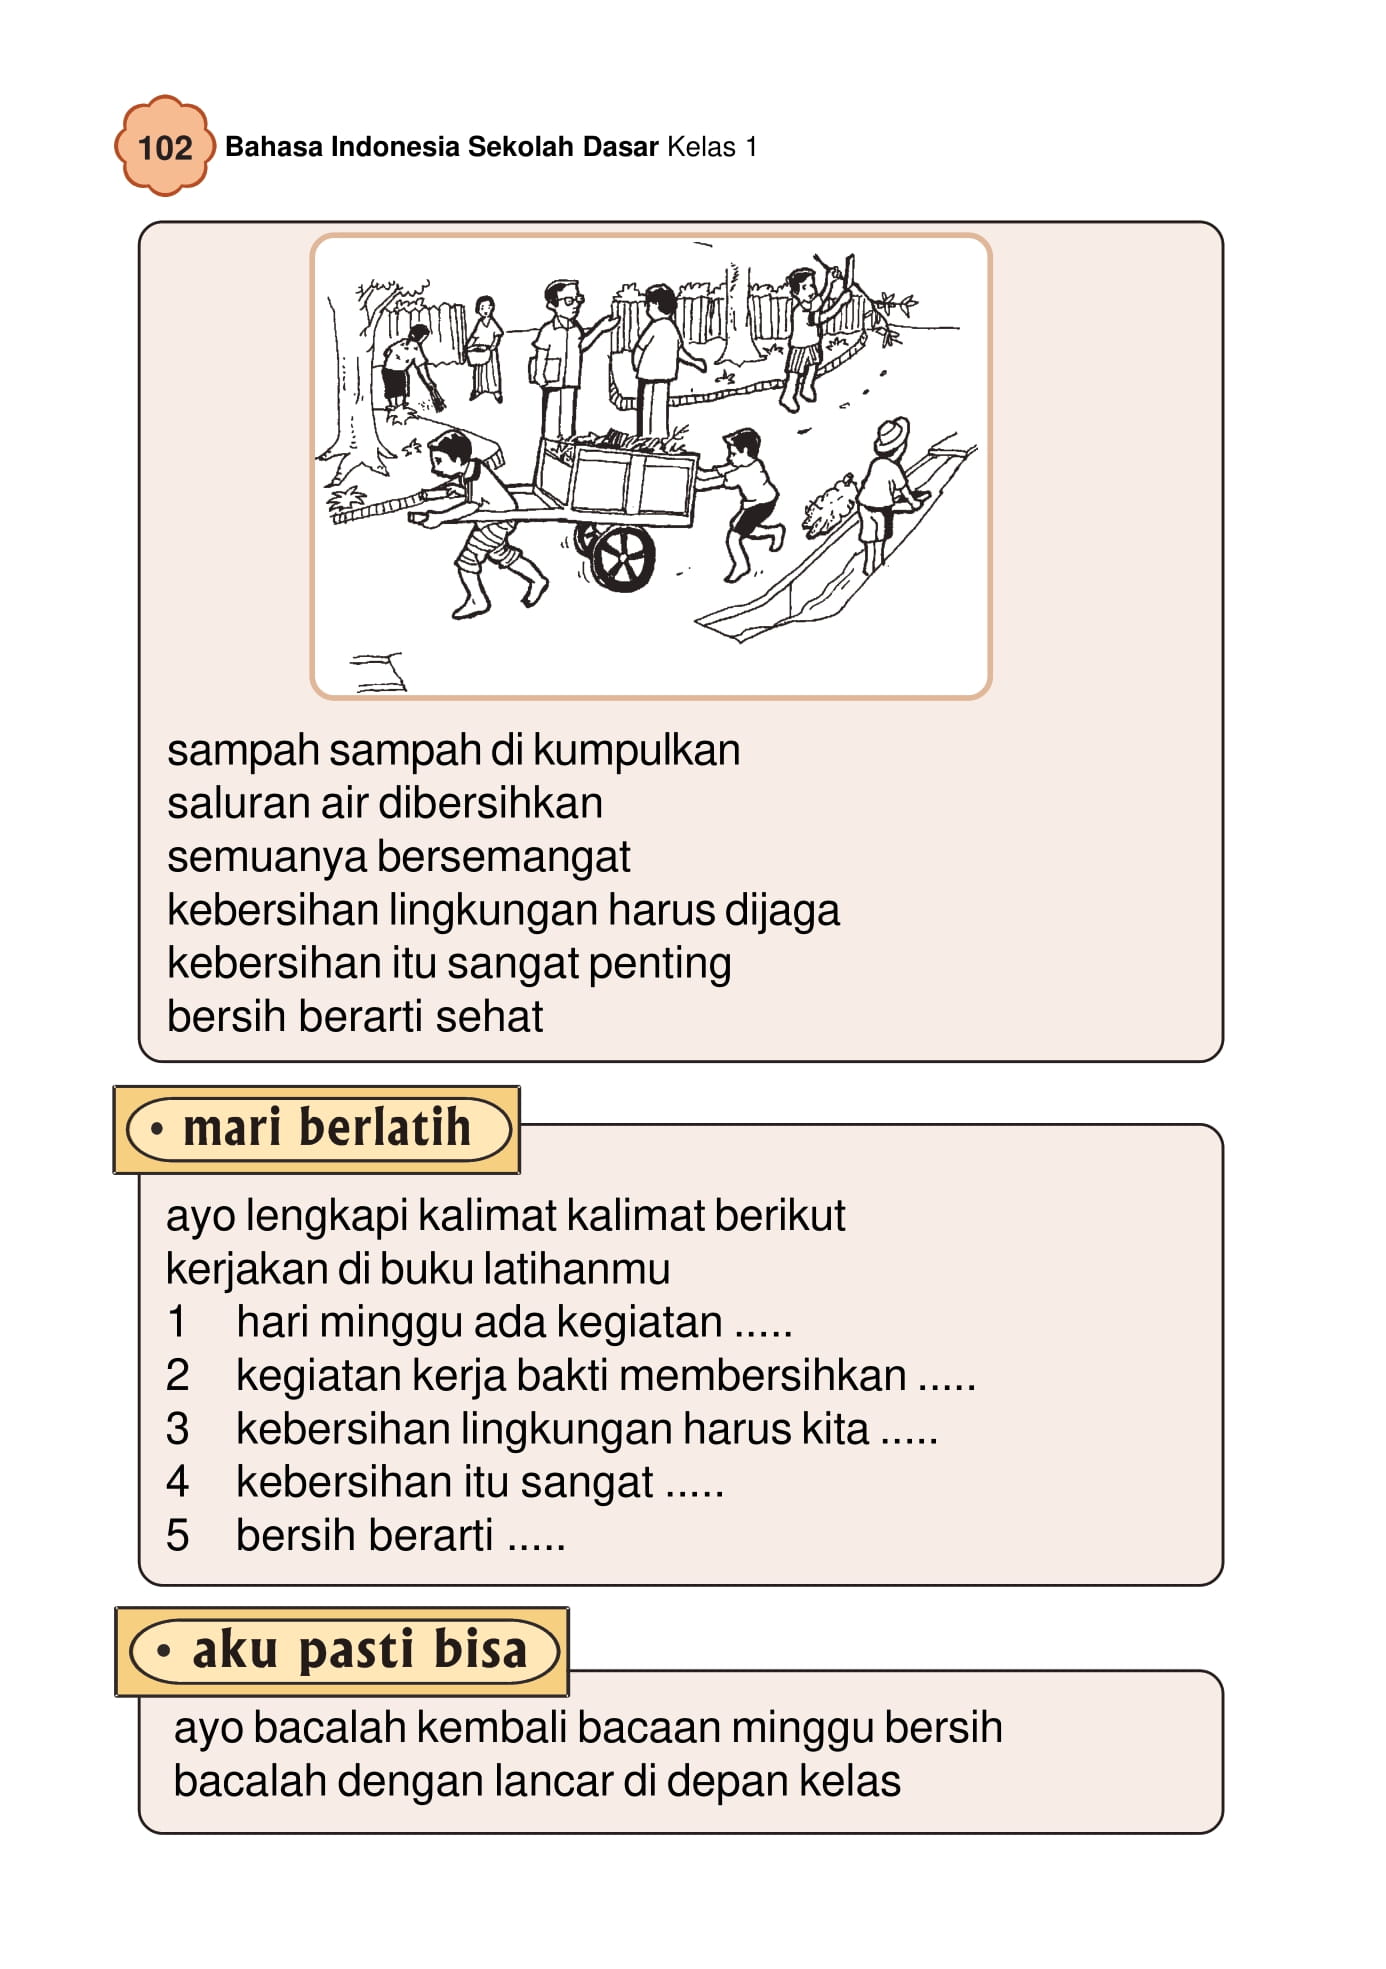 102 Bahasa Indonesia Sekolah Dasar Kelas 1
sampah sampah di kumpulkan
saluran air dibersihkan
semuanya bersemangat
kebersihan lingkungan harus dijaga
kebersihan itu sangat penting
bersih berarti sehat
• mari berlatih
ayo lengkapi kalimat kalimat berikut
kerjakan di buku latihanmu
1 hari minggu ada kegiatan .....
2 kegiatan kerja bakti membersihkan .....
3 kebersihan lingkungan harus kita .....
4 kebersihan itu sangat .....
5 bersih berarti .....
• aku pasti bisa
ayo bacalah kembali bacaan minggu bersih
bacalah dengan lancar di depan kelas